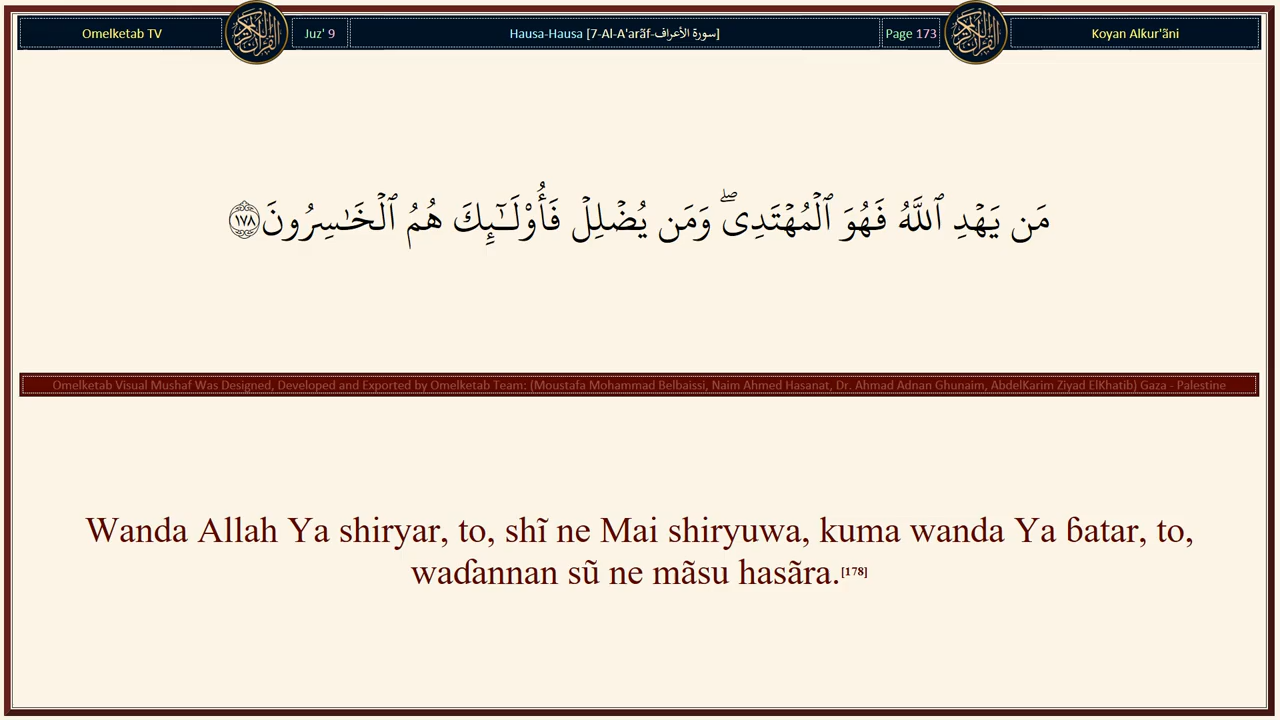 Omelketab TV
Juz' 9
Hausa-Hausa [7-Al-A'arãf-سورة الأعراف]
Page 173
Koyan Alƙur'ãni
مَن يَهۡدِ ٱللَّهُ فَهُوَ ٱلۡمُهۡتَدِىۖ وَمَن يُضۡلِلۡ فَأُوْلَـٰٓئِكَ هُمُ ٱلۡخَـٰسِرُونَ ١٧٨
Omelketab Visual Mushaf Was Designed, Developed and Exported by Omelketab Team: (Moustafa Mohammad Belbaissi, Naim Ahmed Hasanat, Dr. Ahmad Adnan Ghunaim, AbdelKarim Ziyad ElKhatib) Gaza - Palestine
Wanda Allah Ya shiryar, to, shĩ ne Mai shiryuwa, kuma wanda Ya ɓatar, to,
waɗannan sũ ne mãsu hasãra.[178]